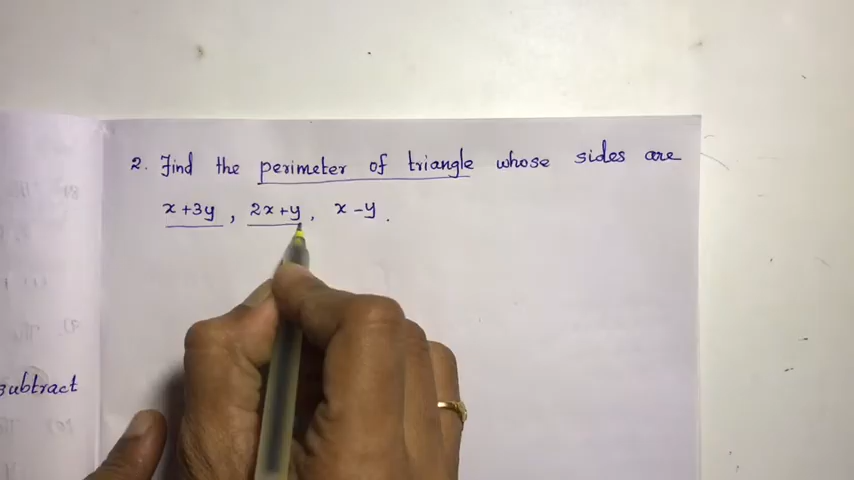 2. Find the perimeter of triangle whose sides are
x + 3y , 2x + y , x - y .
subtract